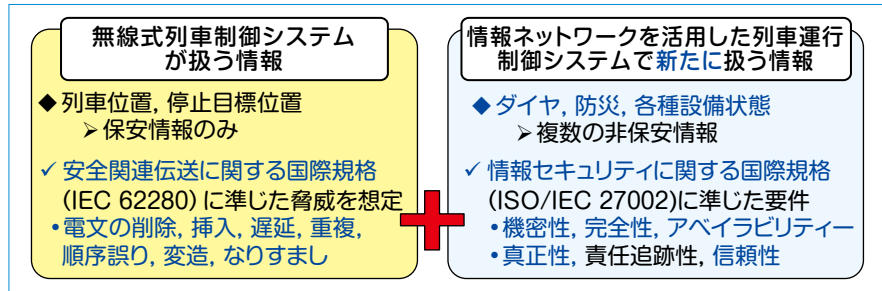 無線式列車制御システム
が扱う情報
◆列車位置, 停止目標位置
➢保安情報のみ
✓安全関連伝送に関する国際規格
(IEC 62280) に準じた脅威を想定
•電文の削除, 挿入, 遅延, 重複,
順序誤り, 変造, なりすまし
情報ネットワークを活用した列車運行
制御システムで新たに扱う情報
◆ダイヤ, 防災, 各種設備状態
➢複数の非保安情報
✓情報セキュリティに関する国際規格
(ISO/IEC 27002)に準じた要件
•機密性, 完全性, アベイラビリティー
•真正性, 責任追跡性, 信頼性